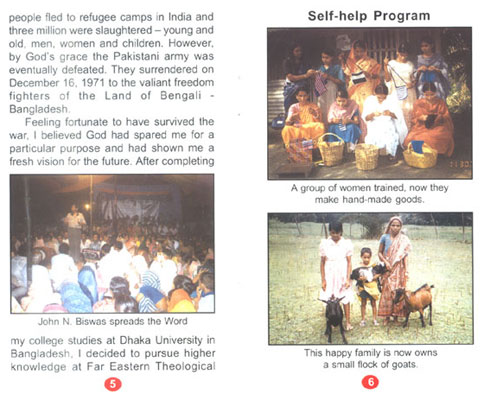 people fled to refugee camps in India and
three million were slaughtered – young and
old, men, women and children. However,
by God's grace the Pakistani army was
eventually defeated. They surrendered on
December 16, 1971 to the valiant freedom
fighters of the Land of Bengali -
Bangladesh.
Feeling fortunate to have survived the
war, I believed God had spared me for a
particular purpose and had shown me a
fresh vision for the future. After completing
John N. Biswas spreads the Word
my college studies at Dhaka University in
Bangladesh, I decided to pursue higher
knowledge at Far Eastern Theological
5
Self-help Program
A group of women trained, now they
make hand-made goods.
This happy family is now owns
a small flock of goats.
6